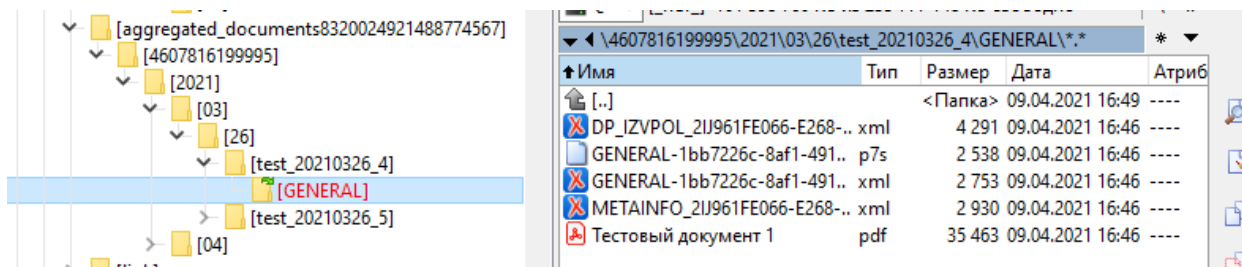 [aggregated_documents8320024921488774567]
[4607816199995]
[2021]
[03]
[26]
[test_20210326_4]
[GENERAL]
[test_20210326_5]
[04]
\4607816199995\2021\03\26\test_20210326_4\GENERAL\*.* * 
Имя Тип Размер Дата Атриб
[..] <Папка> 09.04.2021 16:49 ----
DP_IZVPOL_2IJ961FE066-E268-.. xml 4 291 09.04.2021 16:46 ----
GENERAL-1bb7226c-8af1-491.. p7s 2 538 09.04.2021 16:46 ----
GENERAL-1bb7226c-8af1-491.. xml 2 753 09.04.2021 16:46 ----
METAINFO_2IJ961FE066-E268-.. xml 2 930 09.04.2021 16:46 ----
Тестовый документ 1 pdf 35 463 09.04.2021 16:46 ----